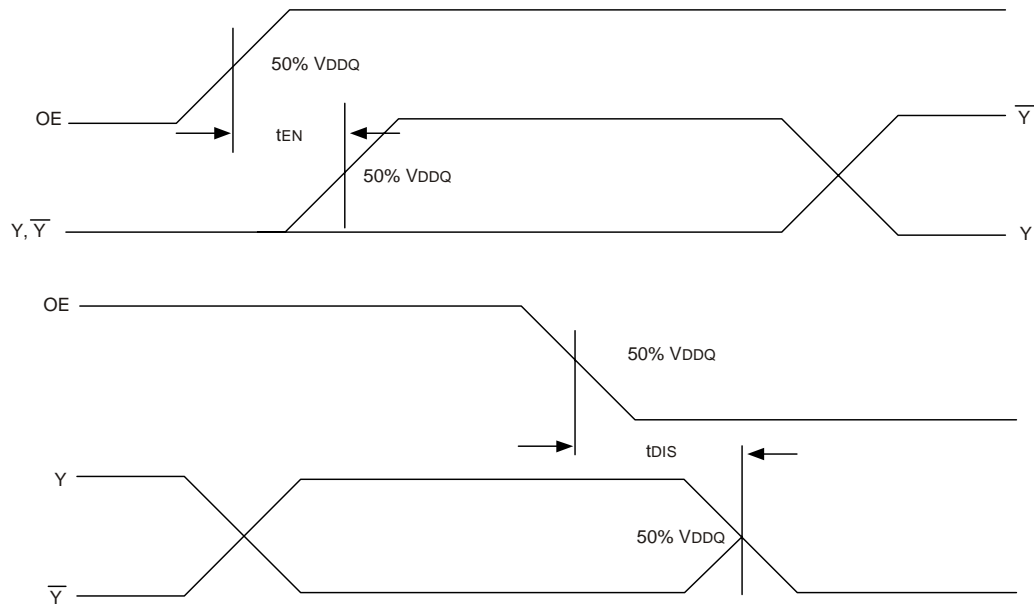 50% VDDQ
OE
tEN
Y̅
50% VDDQ
Y, Y̅
Y
OE
50% VDDQ
tDIS
Y
50% VDDQ
Y̅